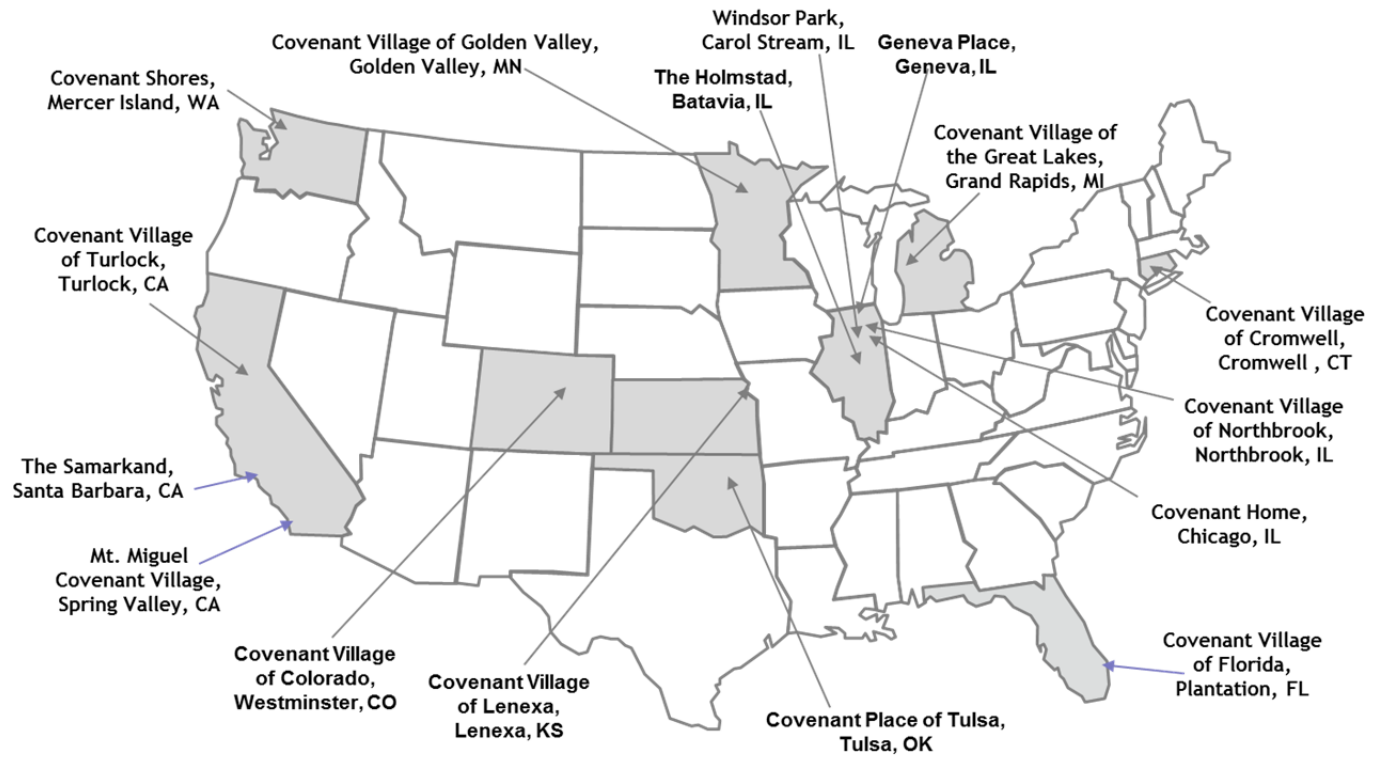 Windsor Park,
Carol Stream, IL
Geneva Place,
Geneva, IL
Covenant Village of Golden Valley,
Golden Valley, MN
The Holmstad,
Batavia, IL
Covenant Shores,
Mercer Island, WA
Covenant Village of
the Great Lakes,
Grand Rapids, MI
Covenant Village
of Turlock,
Turlock, CA
Covenant Village
of Cromwell,
Cromwell , CT
Covenant Village
of Northbrook,
Northbrook, IL
The Samarkand,
Santa Barbara, CA
Covenant Home,
Chicago, IL
Mt. Miguel
Covenant Village,
Spring Valley, CA
Covenant Village
of Colorado,
Westminster, CO
Covenant Village
of Lenexa,
Lenexa, KS
Covenant Village
of Florida,
Plantation, FL
Covenant Place of Tulsa,
Tulsa, OK